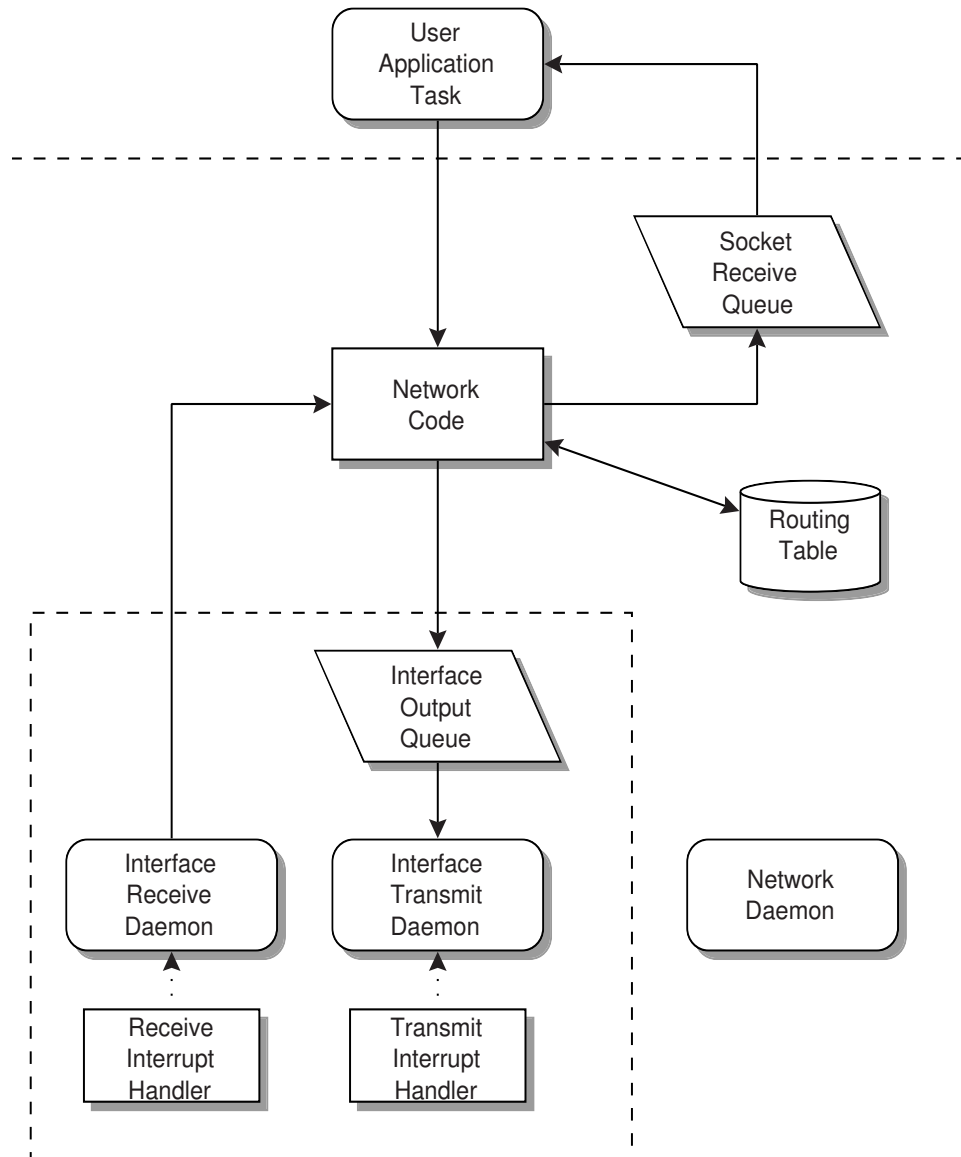 User
Application
Task
Socket
Receive
Queue
Network
Code
Routing
Table
Interface
Output
Queue
Interface
Receive
Daemon
Interface
Transmit
Daemon
Network
Daemon
Receive
Interrupt
Handler
Transmit
Interrupt
Handler